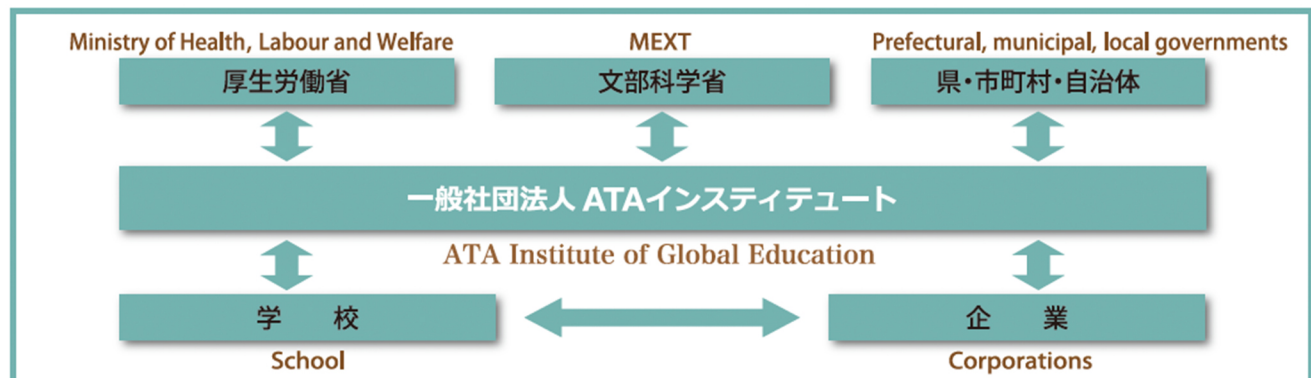 Ministry of Health, Labour and Welfare
MEXT
Prefectural, municipal, local governments
厚生労働省
文部科学省
県・市町村・自治体
一般社団法人 ATAインスティテュート
ATA Institute of Global Education
学　校
企　業
School
Corporations